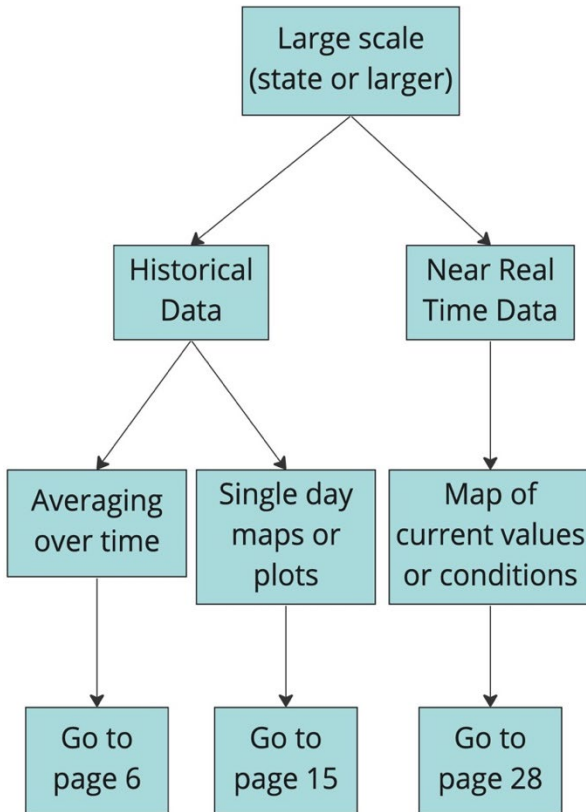 Large scale
(state or larger)
Historical
Data
Near Real
Time Data
Averaging
over time
Single day
maps or
plots
Map of
current values
or conditions
Go to
page 6
Go to
page 15
Go to
page 28